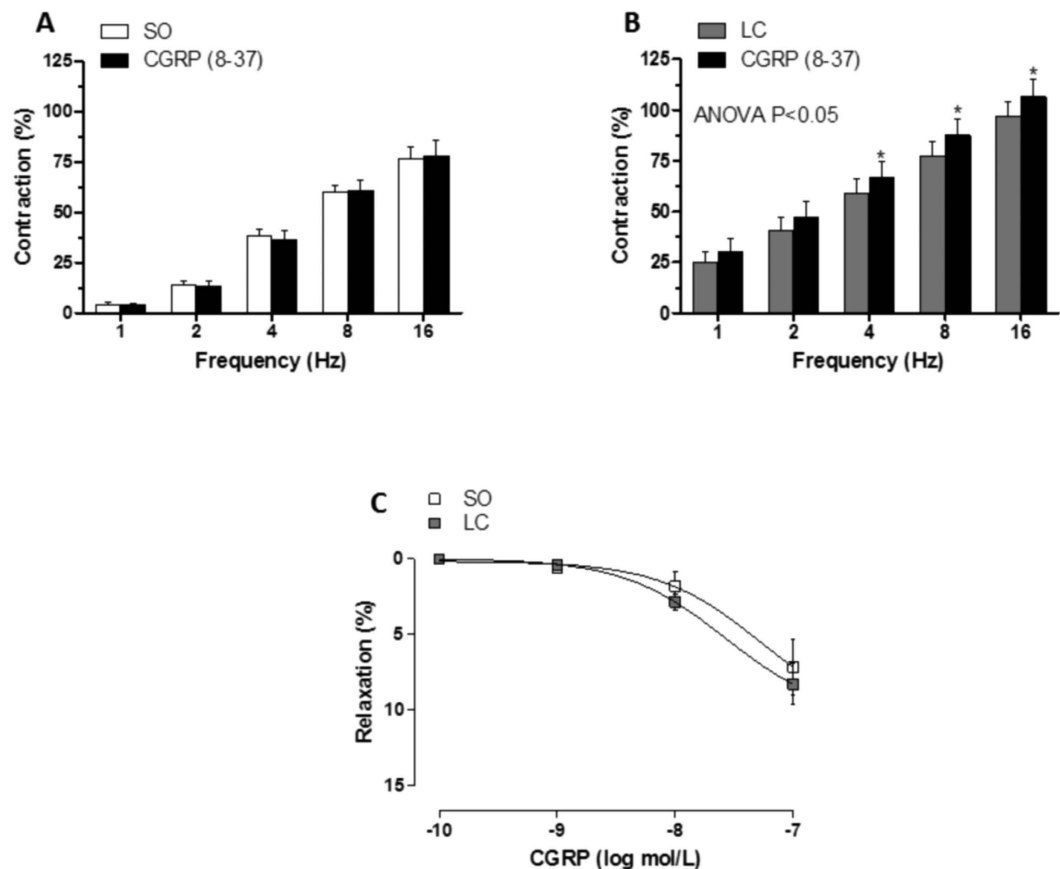 A
SO
CGRP (8-37)
125
100
75
50
25
0
Contraction (%)
1 2 4 8 16
Frequency (Hz)
B
LC
CGRP (8-37)
ANOVA P<0.05
125
100
75
50
25
0
Contraction (%)
* * *
1 2 4 8 16
Frequency (Hz)
C
SO
LC
0
5
10
15
Relaxation (%)
-10 -9 -8 -7
CGRP (log mol/L)